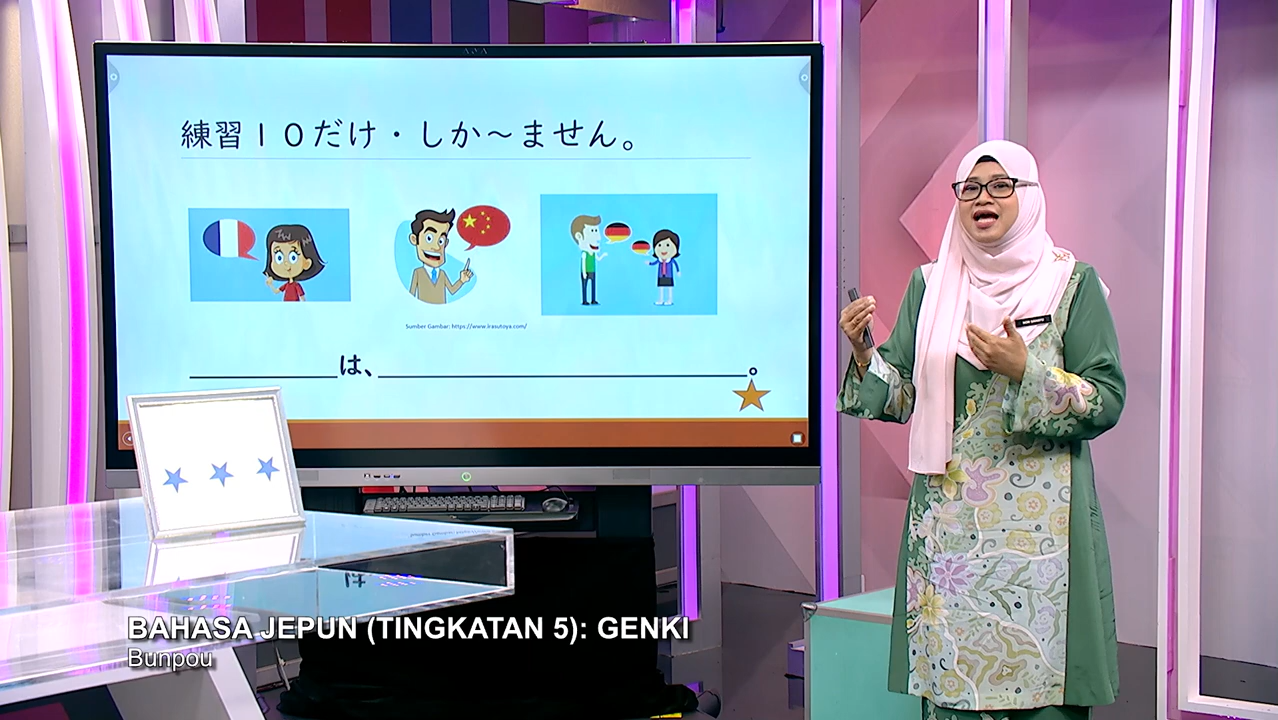 練習１０だけ・しか～ません。
Sumber Gambar: https://www.irasutoya.com/
は、
。
BAHASA JEPUN (TINGKATAN 5): GENKI
Bunpou